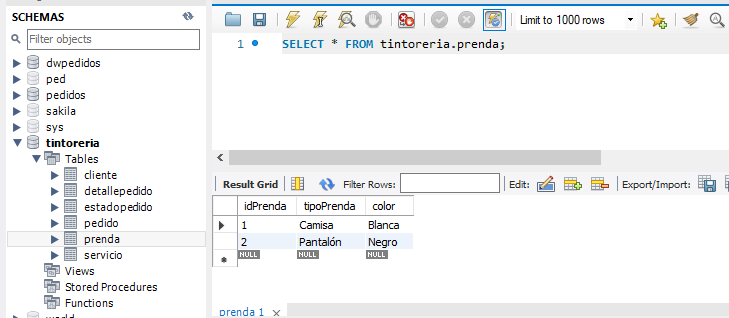 SCHEMAS
Filter objects
dwpedidos
ped
pedidos
sakila
sys
tintoreria
Tables
cliente
detallepedido
estadopedido
pedido
prenda
servicio
Views
Stored Procedures
Functions
Limit to 1000 rows
1 SELECT * FROM tintoreria.prenda;
Result Grid Filter Rows: Edit: Export/Import:
idPrenda tipoPrenda color
1 Camisa Blanca
2 Pantalón Negro
NULL NULL NULL
prenda 1